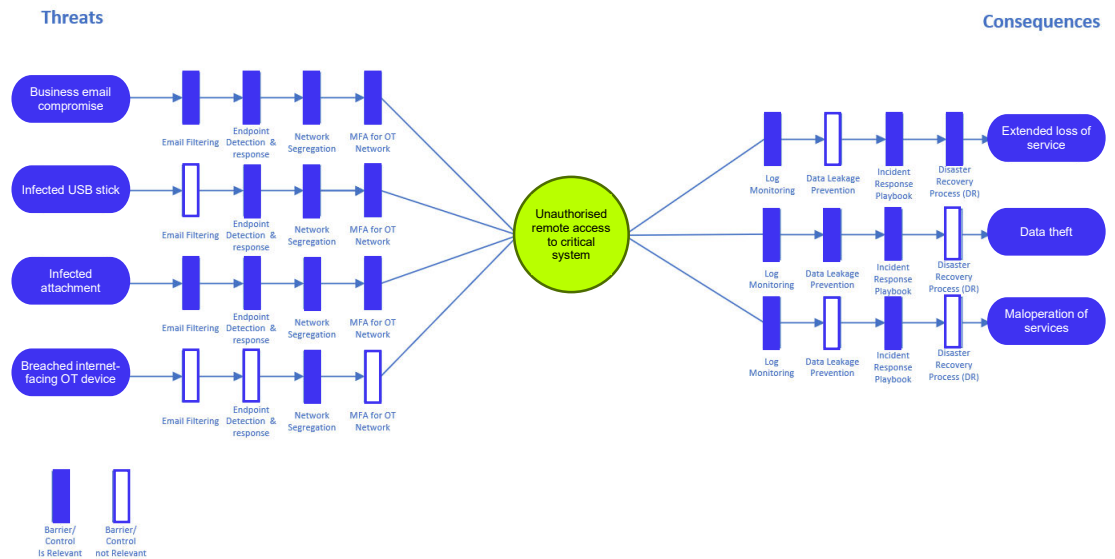 Threats
Consequences
Business email
compromise
Email Filtering
Endpoint
Detection &
response
Network
Segregation
MFA for OT
Network
Infected USB stick
Email Filtering
Endpoint
Detection &
response
Network
Segregation
MFA for OT
Network
Infected
attachment
Email Filtering
Endpoint
Detection &
response
Network
Segregation
MFA for OT
Network
Breached internet-
facing OT device
Email Filtering
Endpoint
Detection &
response
Network
Segregation
MFA for OT
Network
Unauthorised
remote access
to critical
system
Log
Monitoring
Data Leakage
Prevention
Incident
Response
Playbook
Disaster
Recovery
Process (DR)
Extended loss of
service
Log
Monitoring
Data Leakage
Prevention
Incident
Response
Playbook
Disaster
Recovery
Process (DR)
Data theft
Log
Monitoring
Data Leakage
Prevention
Incident
Response
Playbook
Disaster
Recovery
Process (DR)
Maloperation of
services
Barrier/
Control
Is Relevant
Barrier/
Control
not Relevant